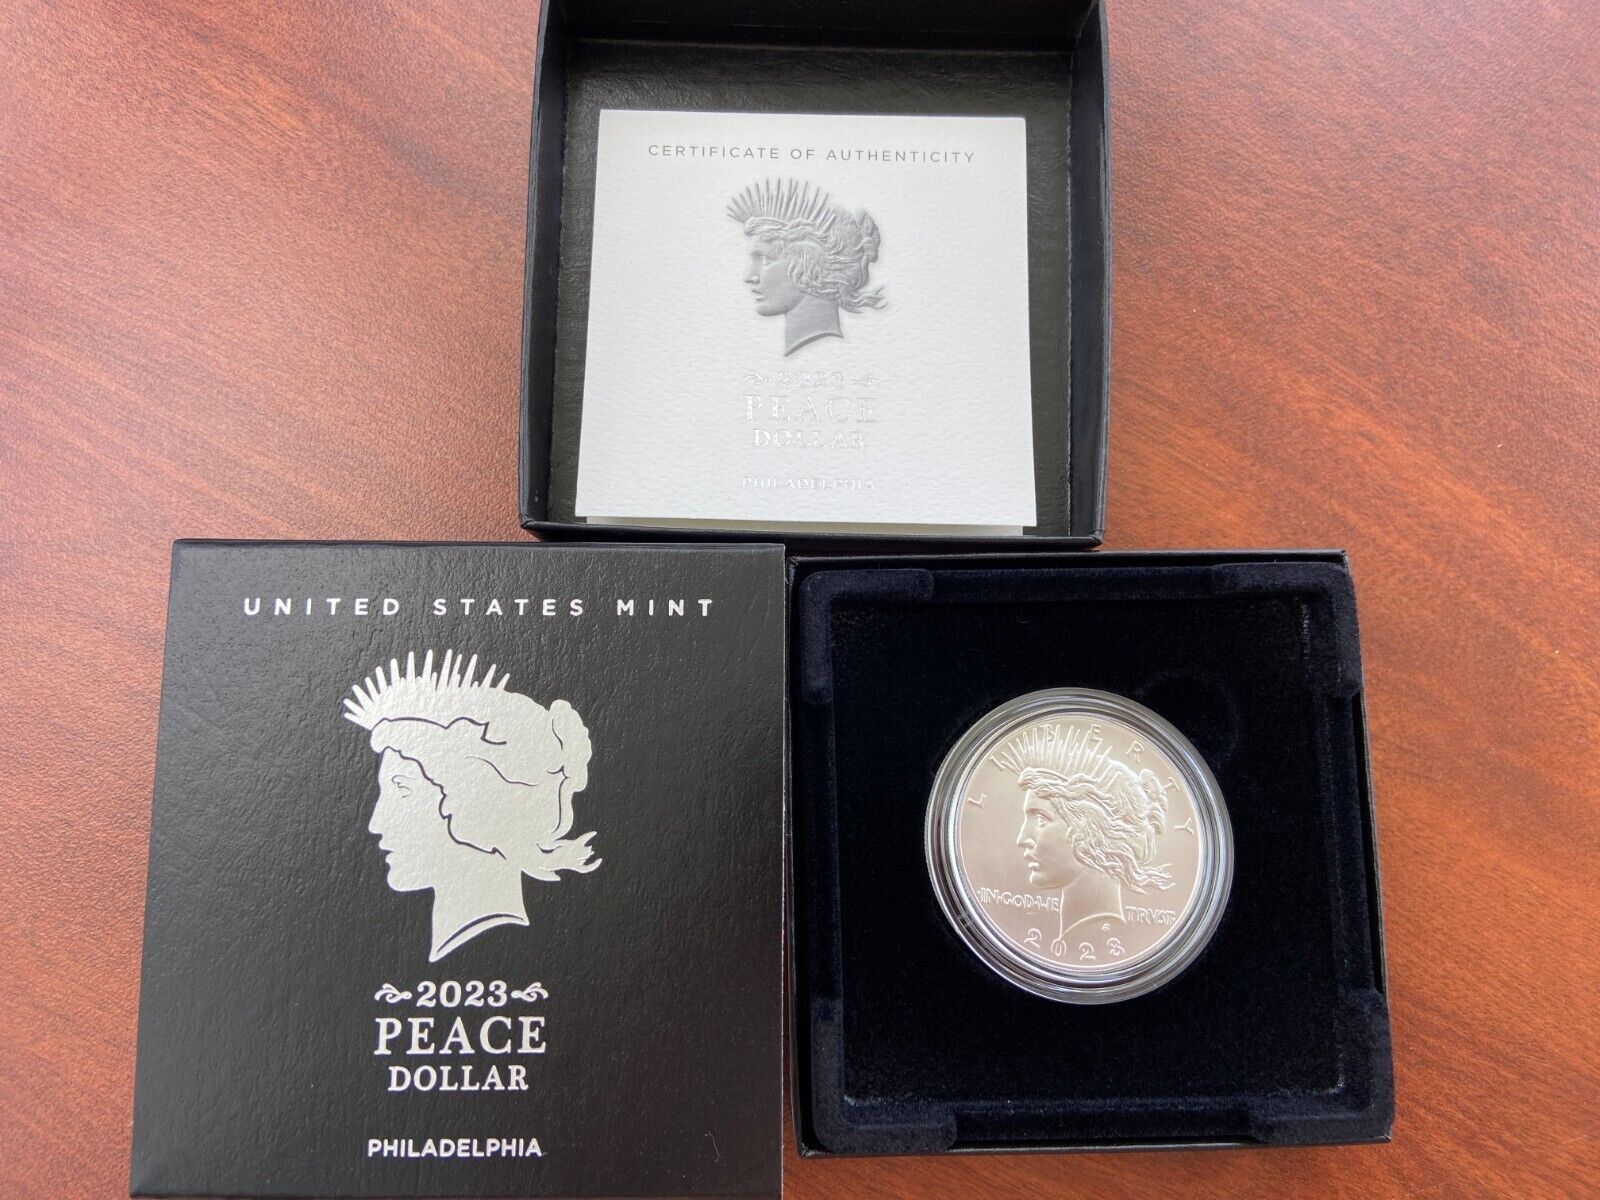 CERTIFICATE OF AUTHENTICITY
2023
PEACE
DOLLAR
PHILADELPHIA
UNITED STATES MINT
2023
PEACE
DOLLAR
PHILADELPHIA
LIBERTY
IN·GOD·WE TRVST·
2023